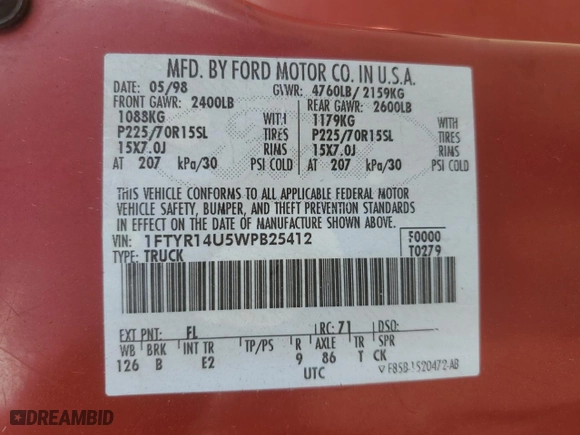 MFD. BY FORD MOTOR CO. IN U.S.A.
DATE: 05/98 GVWR: 4760LB/ 2159KG
FRONT GAWR: 2400LB REAR GAWR: 2600LB
1088KG WITH 1179KG WITH
P225/70R15SL TIRES P225/70R15SL TIRES
15X7.0J RIMS 15X7.0J RIMS
AT 207 kPa/30 PSI COLD AT 207 kPa/30 PSI COLD
THIS VEHICLE CONFORMS TO ALL APPLICABLE FEDERAL MOTOR
VEHICLE SAFETY, BUMPER, AND THEFT PREVENTION STANDARDS
IN EFFECT ON THE DATE OF MANUFACTURE SHOWN ABOVE.
VIN: 1FTYR14U5WPB25412 F0000
TYPE: TRUCK T0279
EXT PNT: FL RC: 71 DSO:
WB BRK INT TR TP/PS R AXLE TR SPR
126 B E2 9 86 T CK
UTC F85B-1520472-AB
DREAMBID